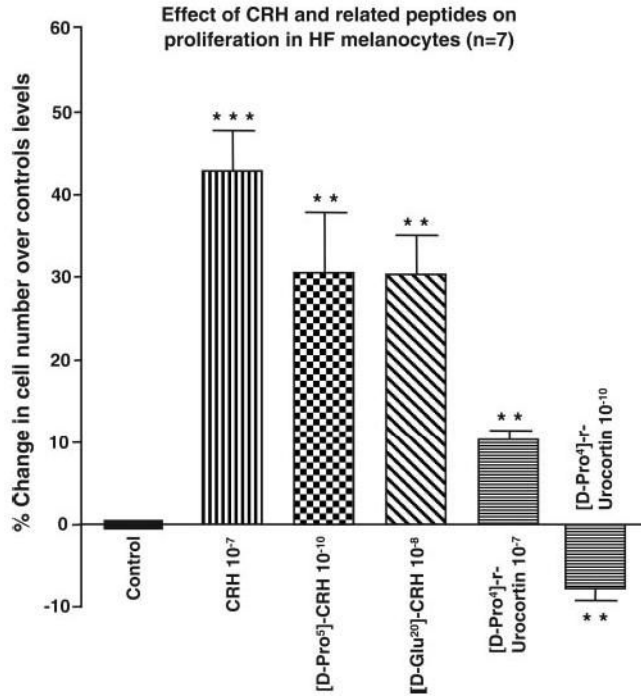 Effect of CRH and related peptides on
proliferation in HF melanocytes (n=7)
% Change in cell number over controls levels
60
50
40
30
20
10
0
-10
* * *
* *
* *
* *
* *
Control
CRH 10⁻⁷
[D-Pro⁵]-CRH 10⁻¹⁰
[D-Glu²⁰]-CRH 10⁻⁸
[D-Pro⁴]-r-
Urocortin 10⁻⁷
[D-Pro⁴]-r-
Urocortin 10⁻¹⁰